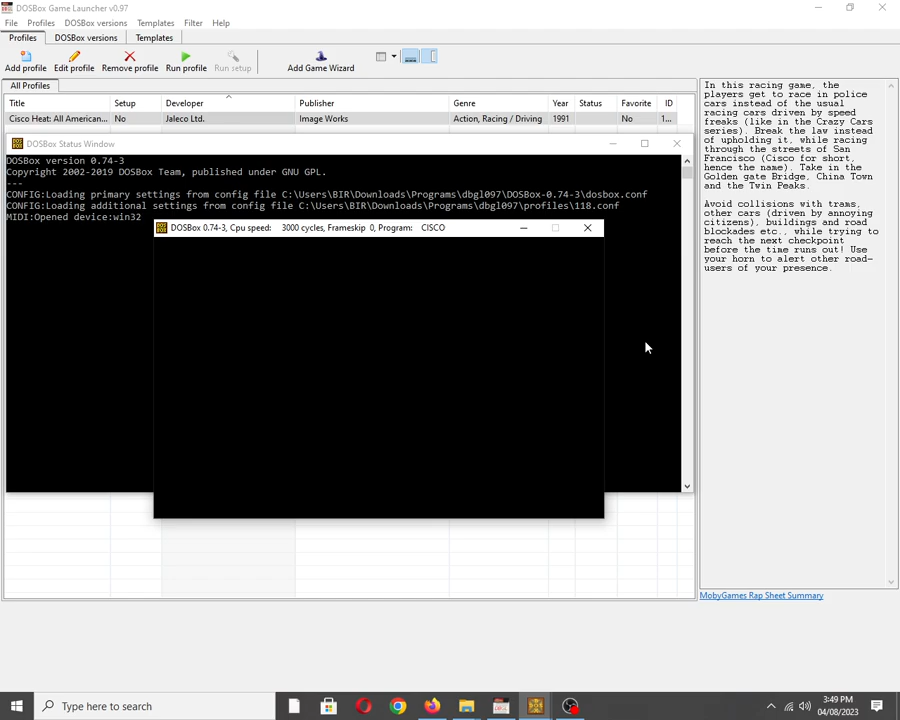 DOSBox Game Launcher v0.97
File Profiles DOSBox versions Templates Filter Help
Profiles DOSBox versions Templates
Add profile Edit profile Remove profile Run profile Run setup Add Game Wizard
All Profiles
Title Setup Developer Publisher Genre Year Status Favorite ID
Cisco Heat: All American... No Jaleco Ltd. Image Works Action, Racing / Driving 1991 No 1...
DOSBox Status Window
DOSBox version 0.74-3
Copyright 2002-2019 DOSBox Team, published under GNU GPL.
---
CONFIG:Loading primary settings from config file C:\Users\BIR\Downloads\Programs\dbgl097\DOSBox-0.74-3\dosbox.conf
CONFIG:Loading additional settings from config file C:\Users\BIR\Downloads\Programs\dbgl097\profiles\118.conf
MIDI:Opened device:win32
DOSBox 0.74-3, Cpu speed: 3000 cycles, Frameskip 0, Program: CISCO
In this racing game, the
players get to race in police
cars instead of the usual
racing cars driven by speed
freaks (like in the Crazy Cars
series). Break the law instead
of upholding it, while racing
through the streets of San
Francisco (Cisco for short,
hence the name). Take in the
Golden gate Bridge, China Town
and the Twin Peaks.
Avoid collisions with trams,
other cars (driven by annoying
citizens), buildings and road
blockades etc., while trying to
reach the next checkpoint
before the time runs out! Use
your horn to alert other road-
users of your presence.
MobyGames Rap Sheet Summary
Type here to search
3:49 PM
04/08/2023